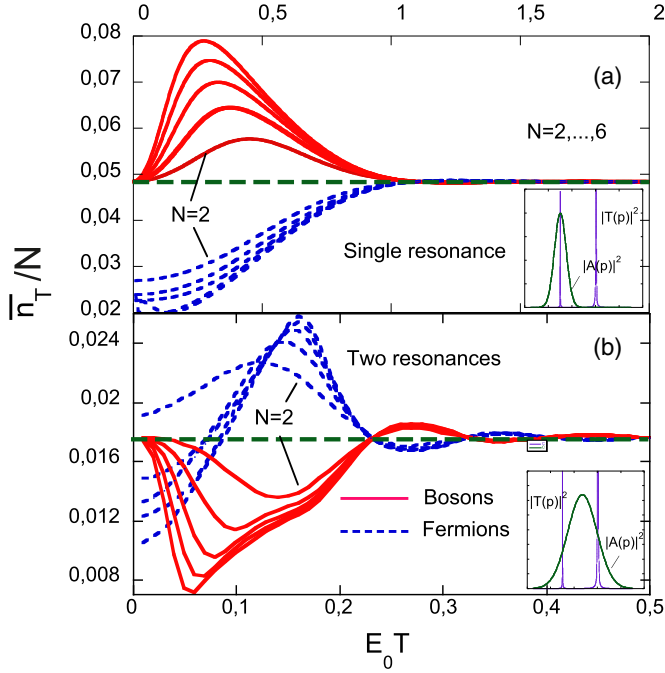 0 0,5 1 1,5 2
0,08
0,07
0,06
0,05
0,04
0,03
0,02
(a)
N=2,...,6
N=2
Single resonance
|T(p)|²
|A(p)|²
n̅_T/N
0,024
0,02
0,016
0,012
0,008
(b)
Two resonances
N=2
Bosons
Fermions
|T(p)|²
|A(p)|²
0 0,1 0,2 0,3 0,4 0,5
E₀T